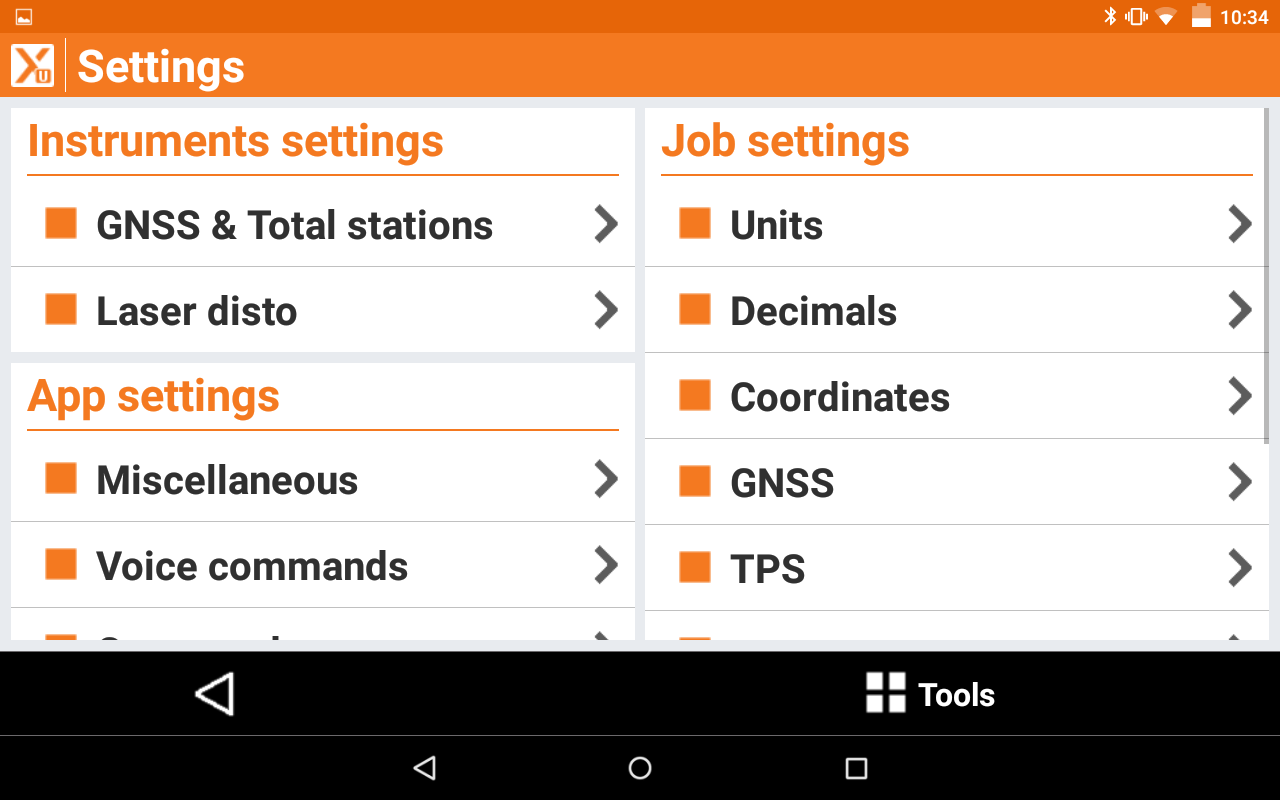 10:34
Settings
Instruments settings
GNSS & Total stations
Laser disto
App settings
Miscellaneous
Voice commands
Job settings
Units
Decimals
Coordinates
GNSS
TPS
Tools